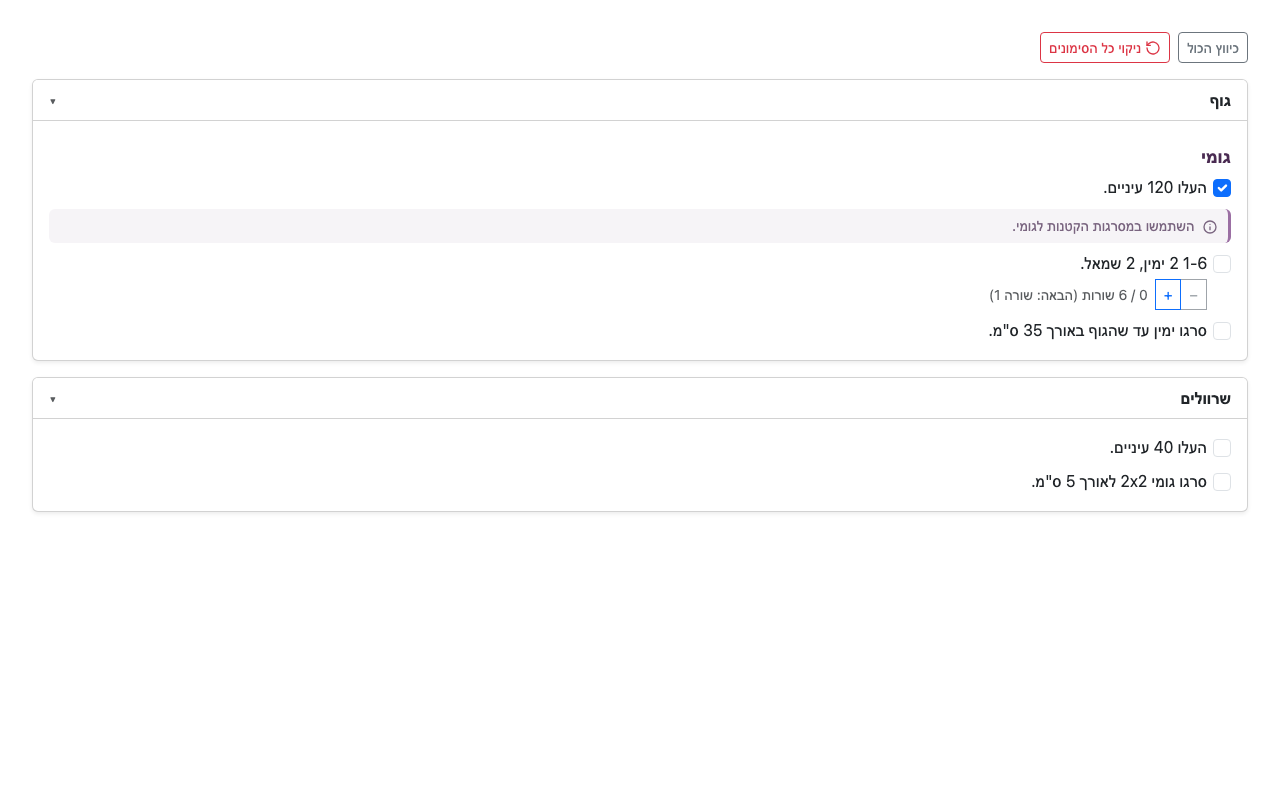 כיווץ הכול
ניקוי כל הסימונים
גוף
גומי
העלו 120 עיניים.
השתמשו במסרגות הקטנות לגומי.
1-6 2 ימין, 2 שמאל.
− + 0 / 6 שורות (הבאה: שורה 1)
סרגו ימין עד שהגוף באורך 35 ס"מ.
שרוולים
העלו 40 עיניים.
סרגו גומי 2x2 לאורך 5 ס"מ.